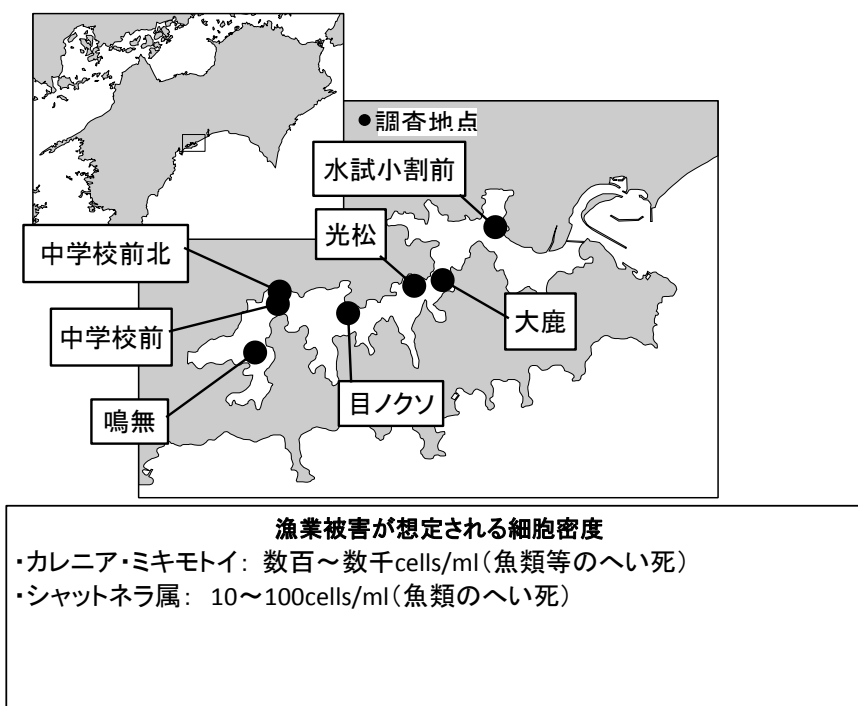 ●調査地点
水試小割前
光松
中学校前北
大鹿
中学校前
目ノクソ
鳴無
漁業被害が想定される細胞密度
・カレニア・ミキモトイ: 数百～数千cells/ml(魚類等のへい死)
・シャットネラ属: 10～100cells/ml(魚類のへい死)